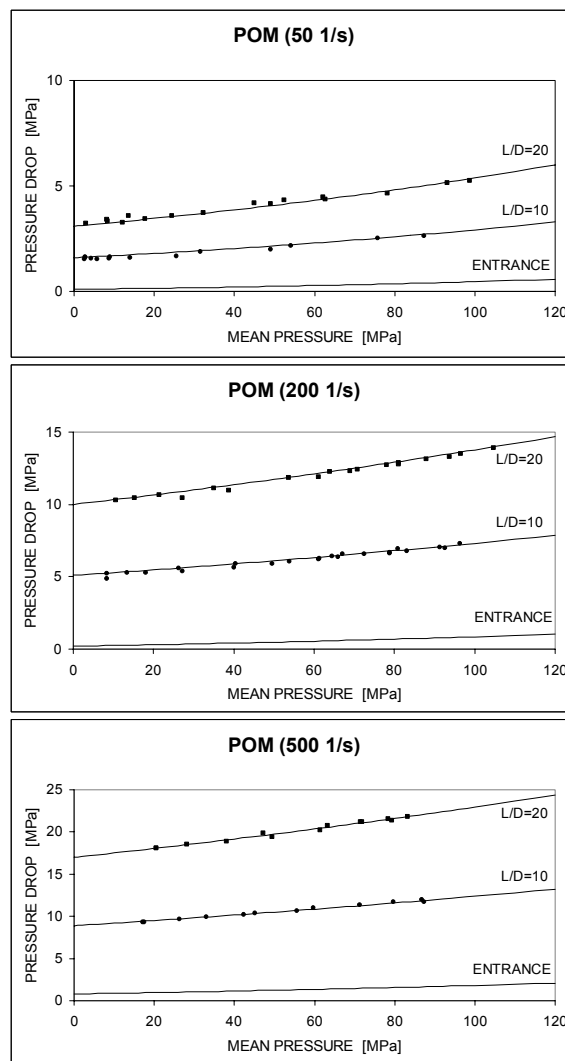 POM (50 1/s)
10
5
0
PRESSURE DROP [MPa]
L/D=20
L/D=10
ENTRANCE
0 20 40 60 80 100 120
MEAN PRESSURE [MPa]
POM (200 1/s)
15
10
5
0
PRESSURE DROP [MPa]
L/D=20
L/D=10
ENTRANCE
0 20 40 60 80 100 120
MEAN PRESSURE [MPa]
POM (500 1/s)
25
20
15
10
5
0
PRESSURE DROP [MPa]
L/D=20
L/D=10
ENTRANCE
0 20 40 60 80 100 120
MEAN PRESSURE [MPa]